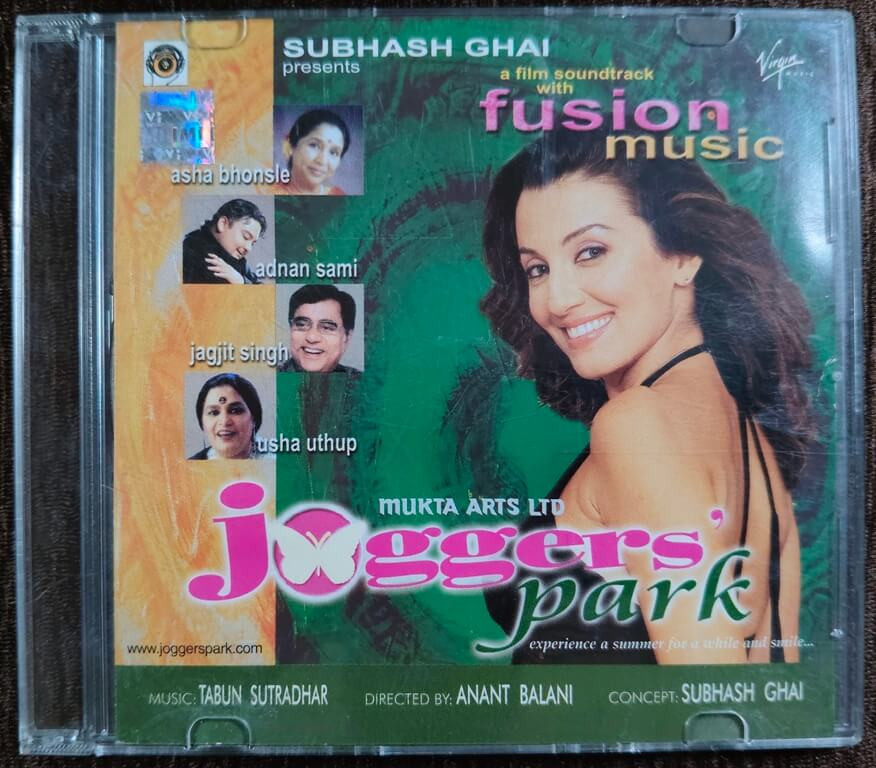 SUBHASH GHAI
presents
Virgin
MUSIC
a film soundtrack
with
fusion
music
asha bhonsle
adnan sami
jagjit singh
usha uthup
MUKTA ARTS LTD
joggers'
park
experience a summer for a while and smile...
www.joggerspark.com
MUSIC: TABUN SUTRADHAR DIRECTED BY: ANANT BALANI CONCEPT: SUBHASH GHAI